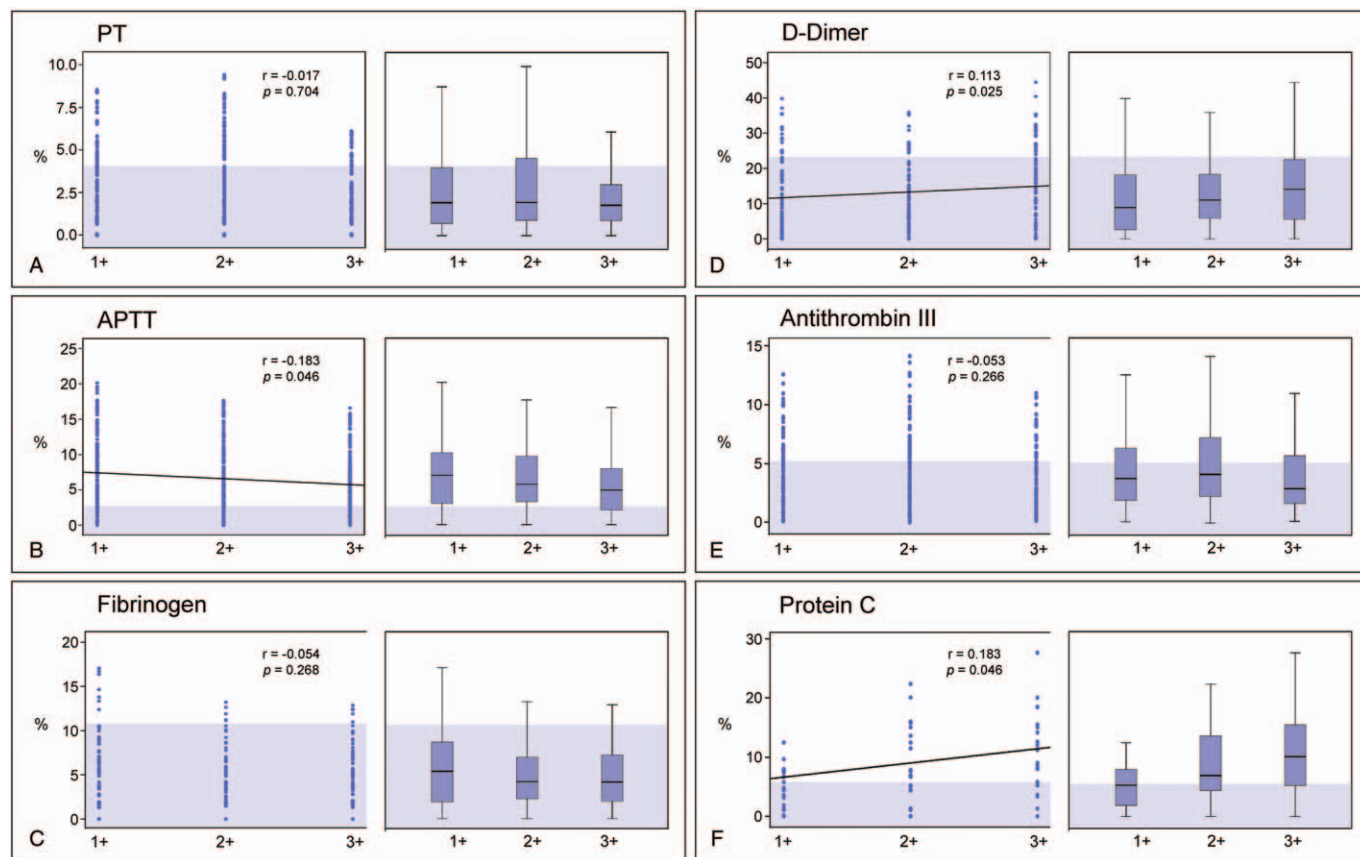 PT
10.0
7.5
5.0
2.5
0.0
%
r = -0.017
p = 0.704
1+ 2+ 3+
1+ 2+ 3+
A
APTT
25
20
15
10
5
0
%
r = -0.183
p = 0.046
1+ 2+ 3+
1+ 2+ 3+
B
Fibrinogen
20
15
10
5
0
%
r = -0.054
p = 0.268
1+ 2+ 3+
1+ 2+ 3+
C
D-Dimer
50
40
30
20
10
0
%
r = 0.113
p = 0.025
1+ 2+ 3+
1+ 2+ 3+
D
Antithrombin III
15
10
5
0
%
r = -0.053
p = 0.266
1+ 2+ 3+
1+ 2+ 3+
E
Protein C
30
20
10
0
%
r = 0.183
p = 0.046
1+ 2+ 3+
1+ 2+ 3+
F